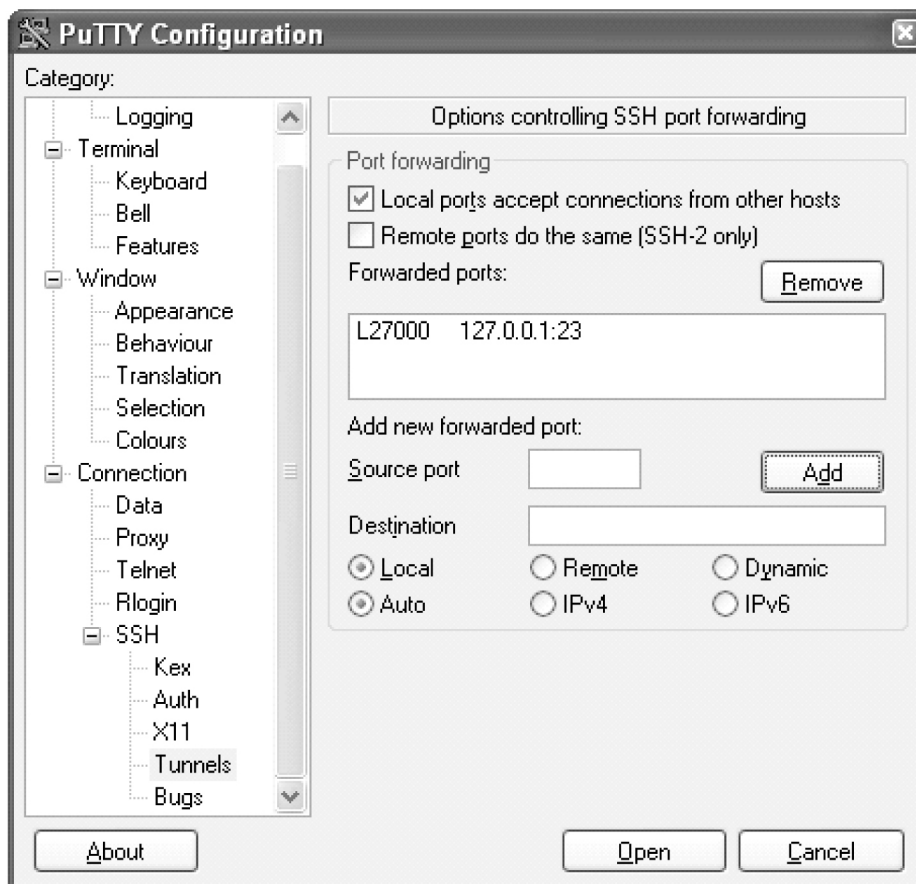 PuTTY Configuration
Category:
Logging
Terminal
Keyboard
Bell
Features
Window
Appearance
Behaviour
Translation
Selection
Colours
Connection
Data
Proxy
Telnet
Rlogin
SSH
Kex
Auth
X11
Tunnels
Bugs
Options controlling SSH port forwarding
Port forwarding
Local ports accept connections from other hosts
Remote ports do the same (SSH-2 only)
Forwarded ports:
Remove
L27000 127.0.0.1:23
Add new forwarded port:
Source port
Add
Destination
Local Remote Dynamic
Auto IPv4 IPv6
About
Open
Cancel